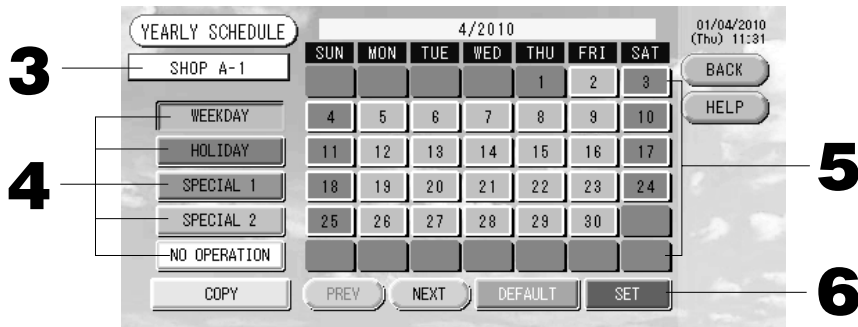 YEARLY SCHEDULE 4/2010 01/04/2010
(Thu) 11:31
3 SHOP A-1 SUN MON TUE WED THU FRI SAT BACK
1 2 3
HELP
WEEKDAY 4 5 6 7 8 9 10
HOLIDAY 11 12 13 14 15 16 17 5
4 SPECIAL 1 18 19 20 21 22 23 24
SPECIAL 2 25 26 27 28 29 30
NO OPERATION
COPY PREV NEXT DEFAULT SET 6